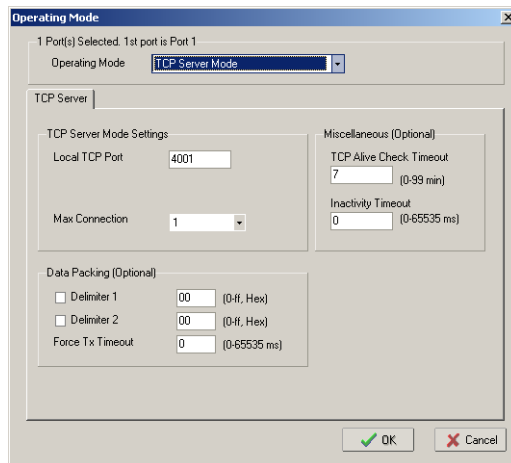 Operating Mode
1 Port(s) Selected. 1st port is Port 1
Operating Mode TCP Server Mode
TCP Server
TCP Server Mode Settings
Local TCP Port 4001
Max Connection 1
Miscellaneous (Optional)
TCP Alive Check Timeout
7 (0-99 min)
Inactivity Timeout
0 (0-65535 ms)
Data Packing (Optional)
Delimiter 1 00 (0-ff, Hex)
Delimiter 2 00 (0-ff, Hex)
Force Tx Timeout 0 (0-65535 ms)
OK Cancel